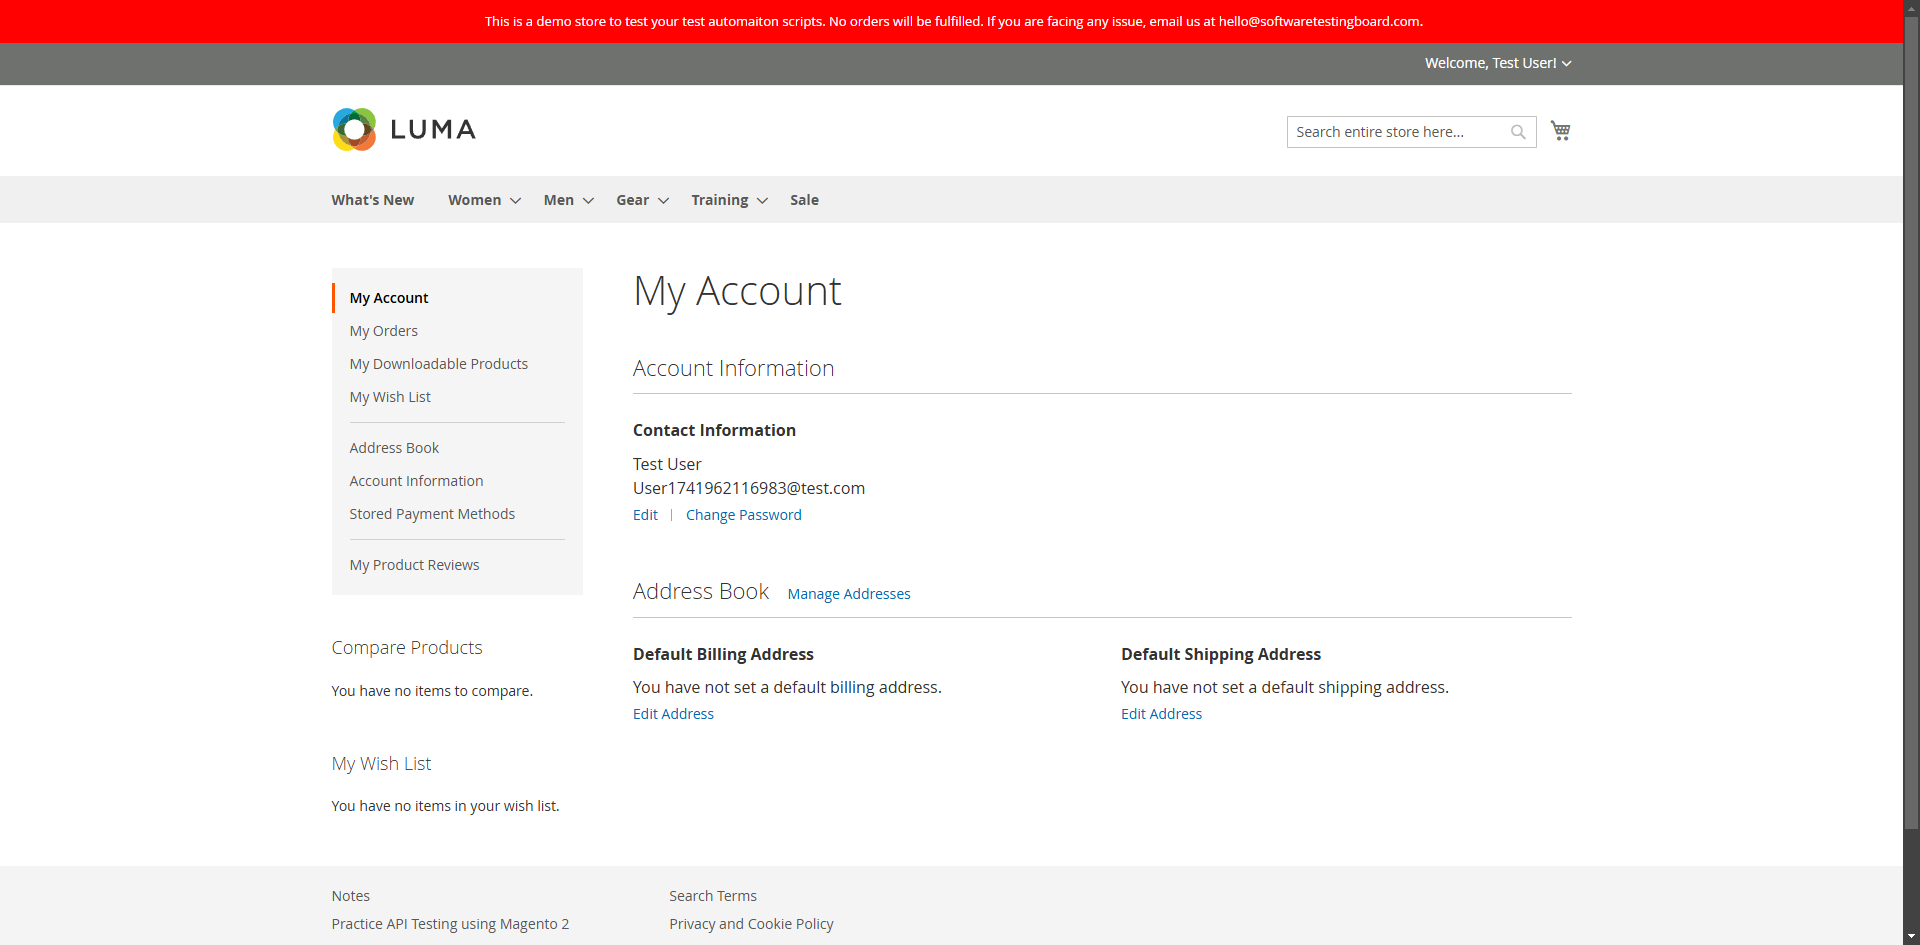 This is a demo store to test your test automaiton scripts. No orders will be fulfilled. If you are facing any issue, email us at hello@softwaretestingboard.com.
Welcome, Test User!
LUMA
Search entire store here...
What's New Women Men Gear Training Sale
My Account
My Orders
My Downloadable Products
My Wish List
Address Book
Account Information
Stored Payment Methods
My Product Reviews
Compare Products
You have no items to compare.
My Wish List
You have no items in your wish list.
My Account
Account Information
Contact Information
Test User
User1741962116983@test.com
Edit | Change Password
Address Book Manage Addresses
Default Billing Address
You have not set a default billing address.
Edit Address
Default Shipping Address
You have not set a default shipping address.
Edit Address
Notes
Practice API Testing using Magento 2
Search Terms
Privacy and Cookie Policy